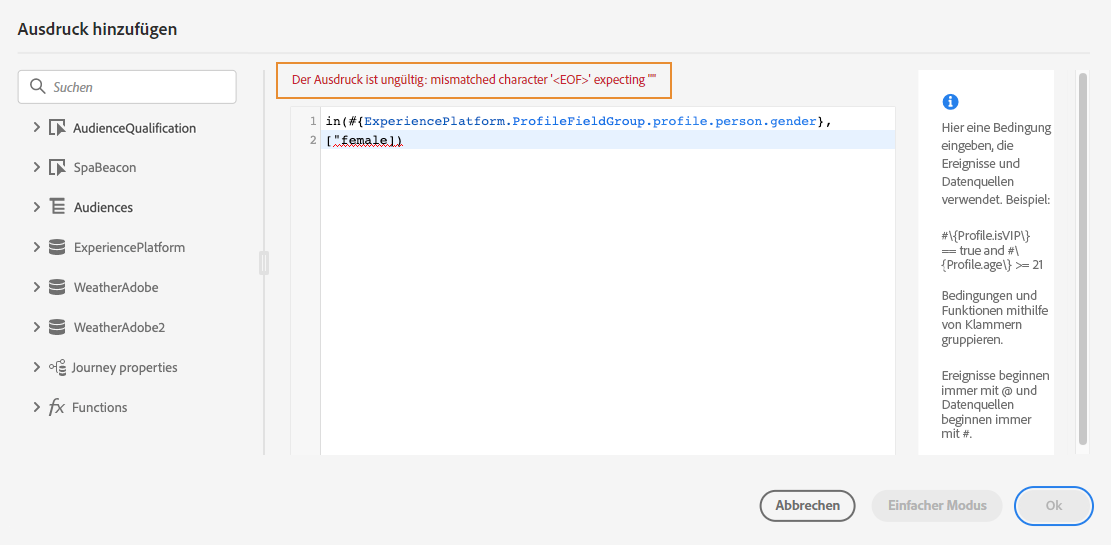 Ausdruck hinzufügen
Suchen
AudienceQualification
SpaBeacon
Audiences
ExperiencePlatform
WeatherAdobe
WeatherAdobe2
Journey properties
fx Functions
Der Ausdruck ist ungültig: mismatched character '<EOF>' expecting '"'
1 in(#{ExperiencePlatform.ProfileFieldGroup.profile.person.gender},
2 ["female])
Hier eine Bedingung
eingeben, die
Ereignisse und
Datenquellen
verwendet. Beispiel:
#\{Profile.isVIP\}
== true and #\
{Profile.age\} >= 21
Bedingungen und
Funktionen mithilfe
von Klammern
gruppieren.
Ereignisse beginnen
immer mit @ und
Datenquellen
beginnen immer
mit #.
Abbrechen
Einfacher Modus
Ok